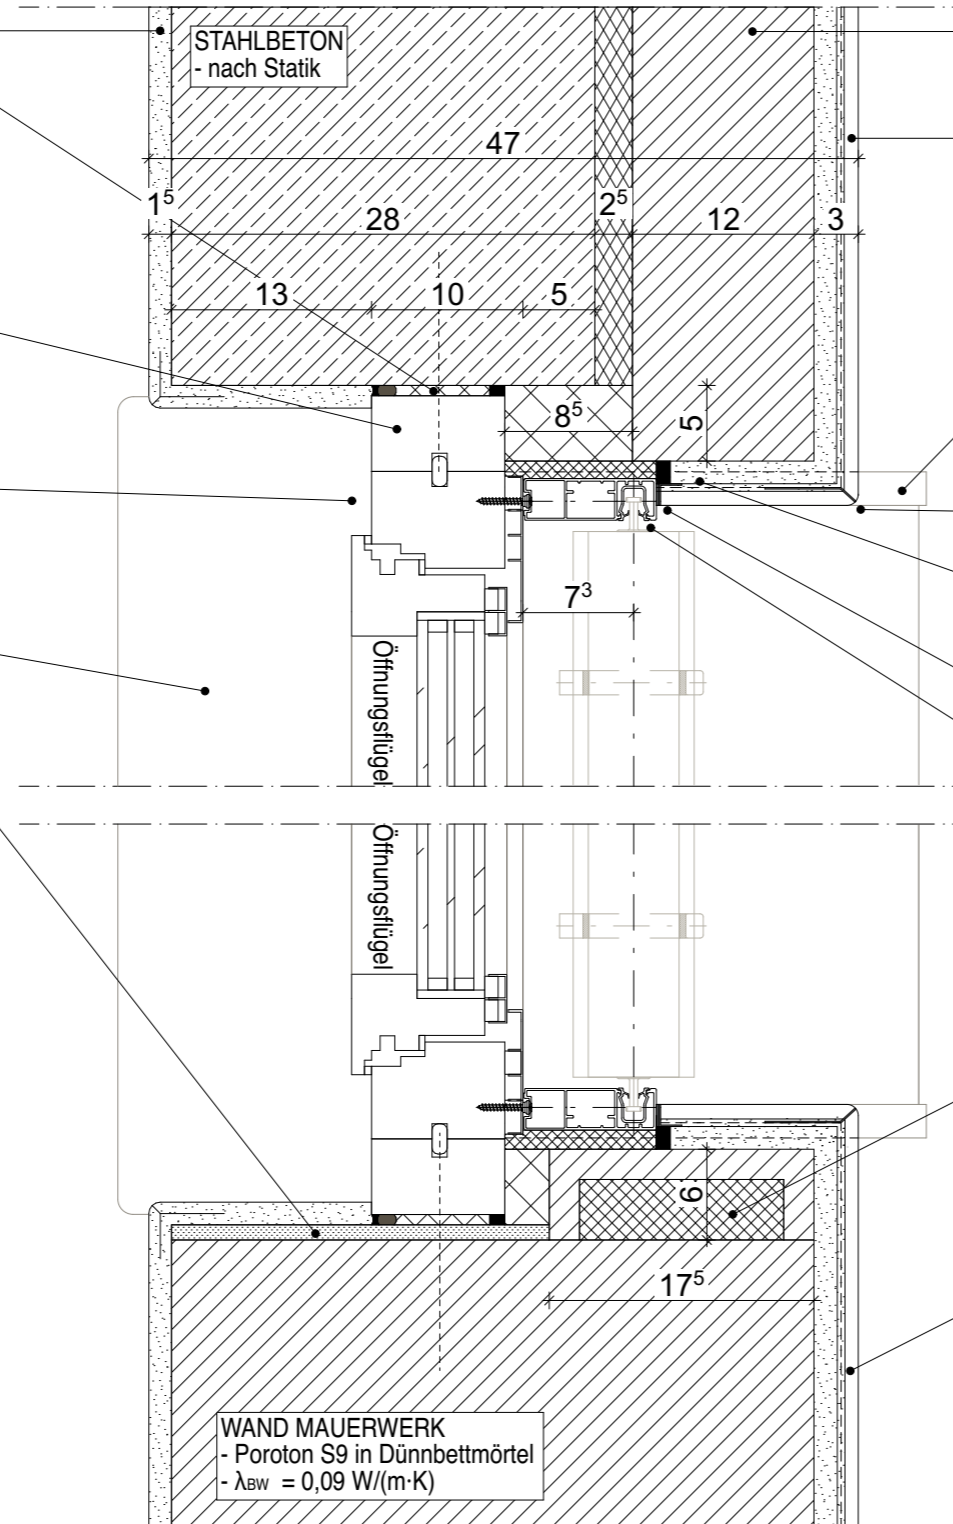 STAHLBETON
- nach Statik
47
1⁵
28
2⁵
12
3
13
10
5
8⁵
5
7³
Öffnungsflügel
Öffnungsflügel
6
17⁵
WAND MAUERWERK
- Poroton S9 in Dünnbettmörtel
- λBW = 0,09 W/(m·K)